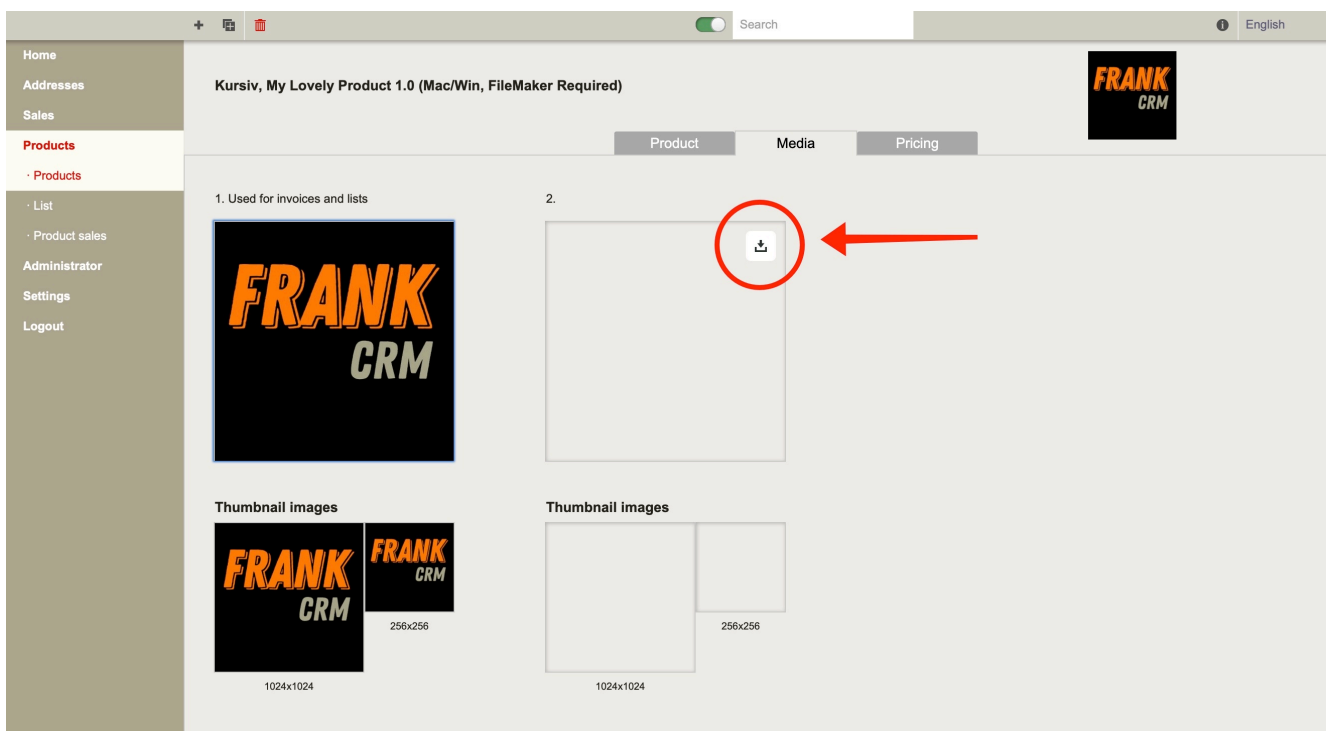 Search
English
Home
Addresses
Sales
Products
· Products
· List
· Product sales
Administrator
Settings
Logout
Kursiv, My Lovely Product 1.0 (Mac/Win, FileMaker Required)
FRANK
CRM
Product
Media
Pricing
1. Used for invoices and lists
2.
FRANK
CRM
Thumbnail images
Thumbnail images
FRANK
CRM
FRANK
CRM
256x256
256x256
1024x1024
1024x1024